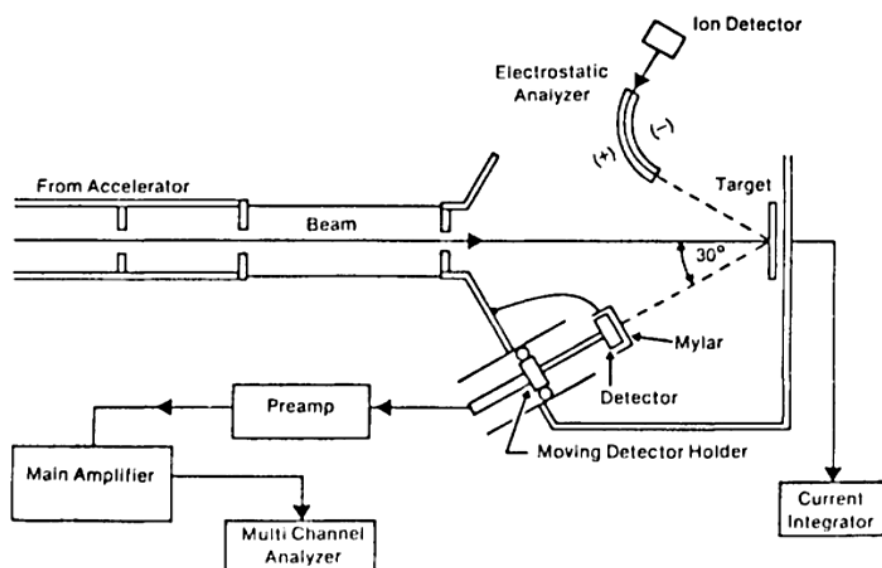 Ion Detector
Electrostatic
Analyzer
(−)
(+)
From Accelerator
Target
Beam
30°
Mylar
Detector
Preamp
Moving Detector Holder
Main Amplifier
Current
Integrator
Multi Channel
Analyzer